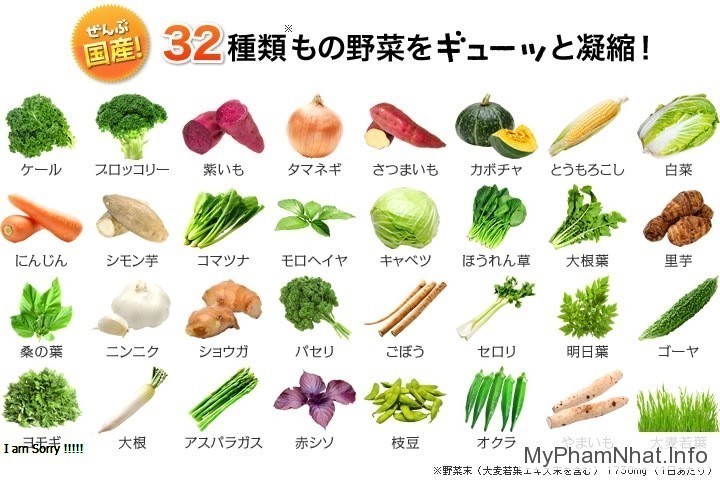 ぜんぶ
国産!
32種類※もの野菜をギューーッと凝縮!
ケール ブロッコリー 紫いも タマネギ さつまいも カボチャ とうもろこし 白菜
にんじん シモン芋 コマツナ モロヘイヤ キャベツ ほうれん草 大根葉 里芋
桑の葉 ニンニク ショウガ パセリ ごぼう セロリ 明日葉 ゴーヤ
ヨモギ 大根 アスパラガス 赤シソ 枝豆 オクラ やまいも 大麦若葉
I am Sorry !!!!!
MyPhamNhat.Info
※野菜末（大麦若葉エキス末を含む）1750mg（1日あたり）